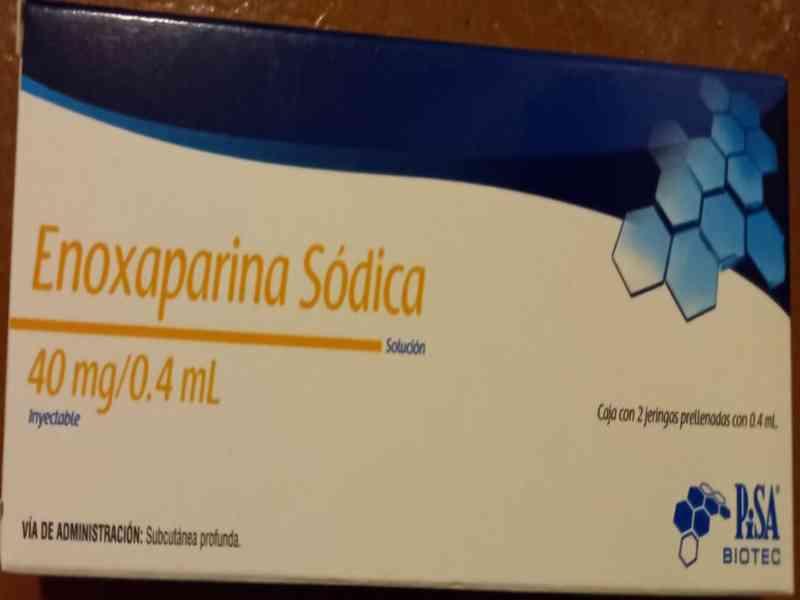 Enoxaparina Sódica
Solución
40 mg/0.4 mL
Inyectable
Caja con 2 jeringas prellenadas con 0.4 mL.
VÍA DE ADMINISTRACIÓN: Subcutánea profunda.
PiSA®
BIOTEC